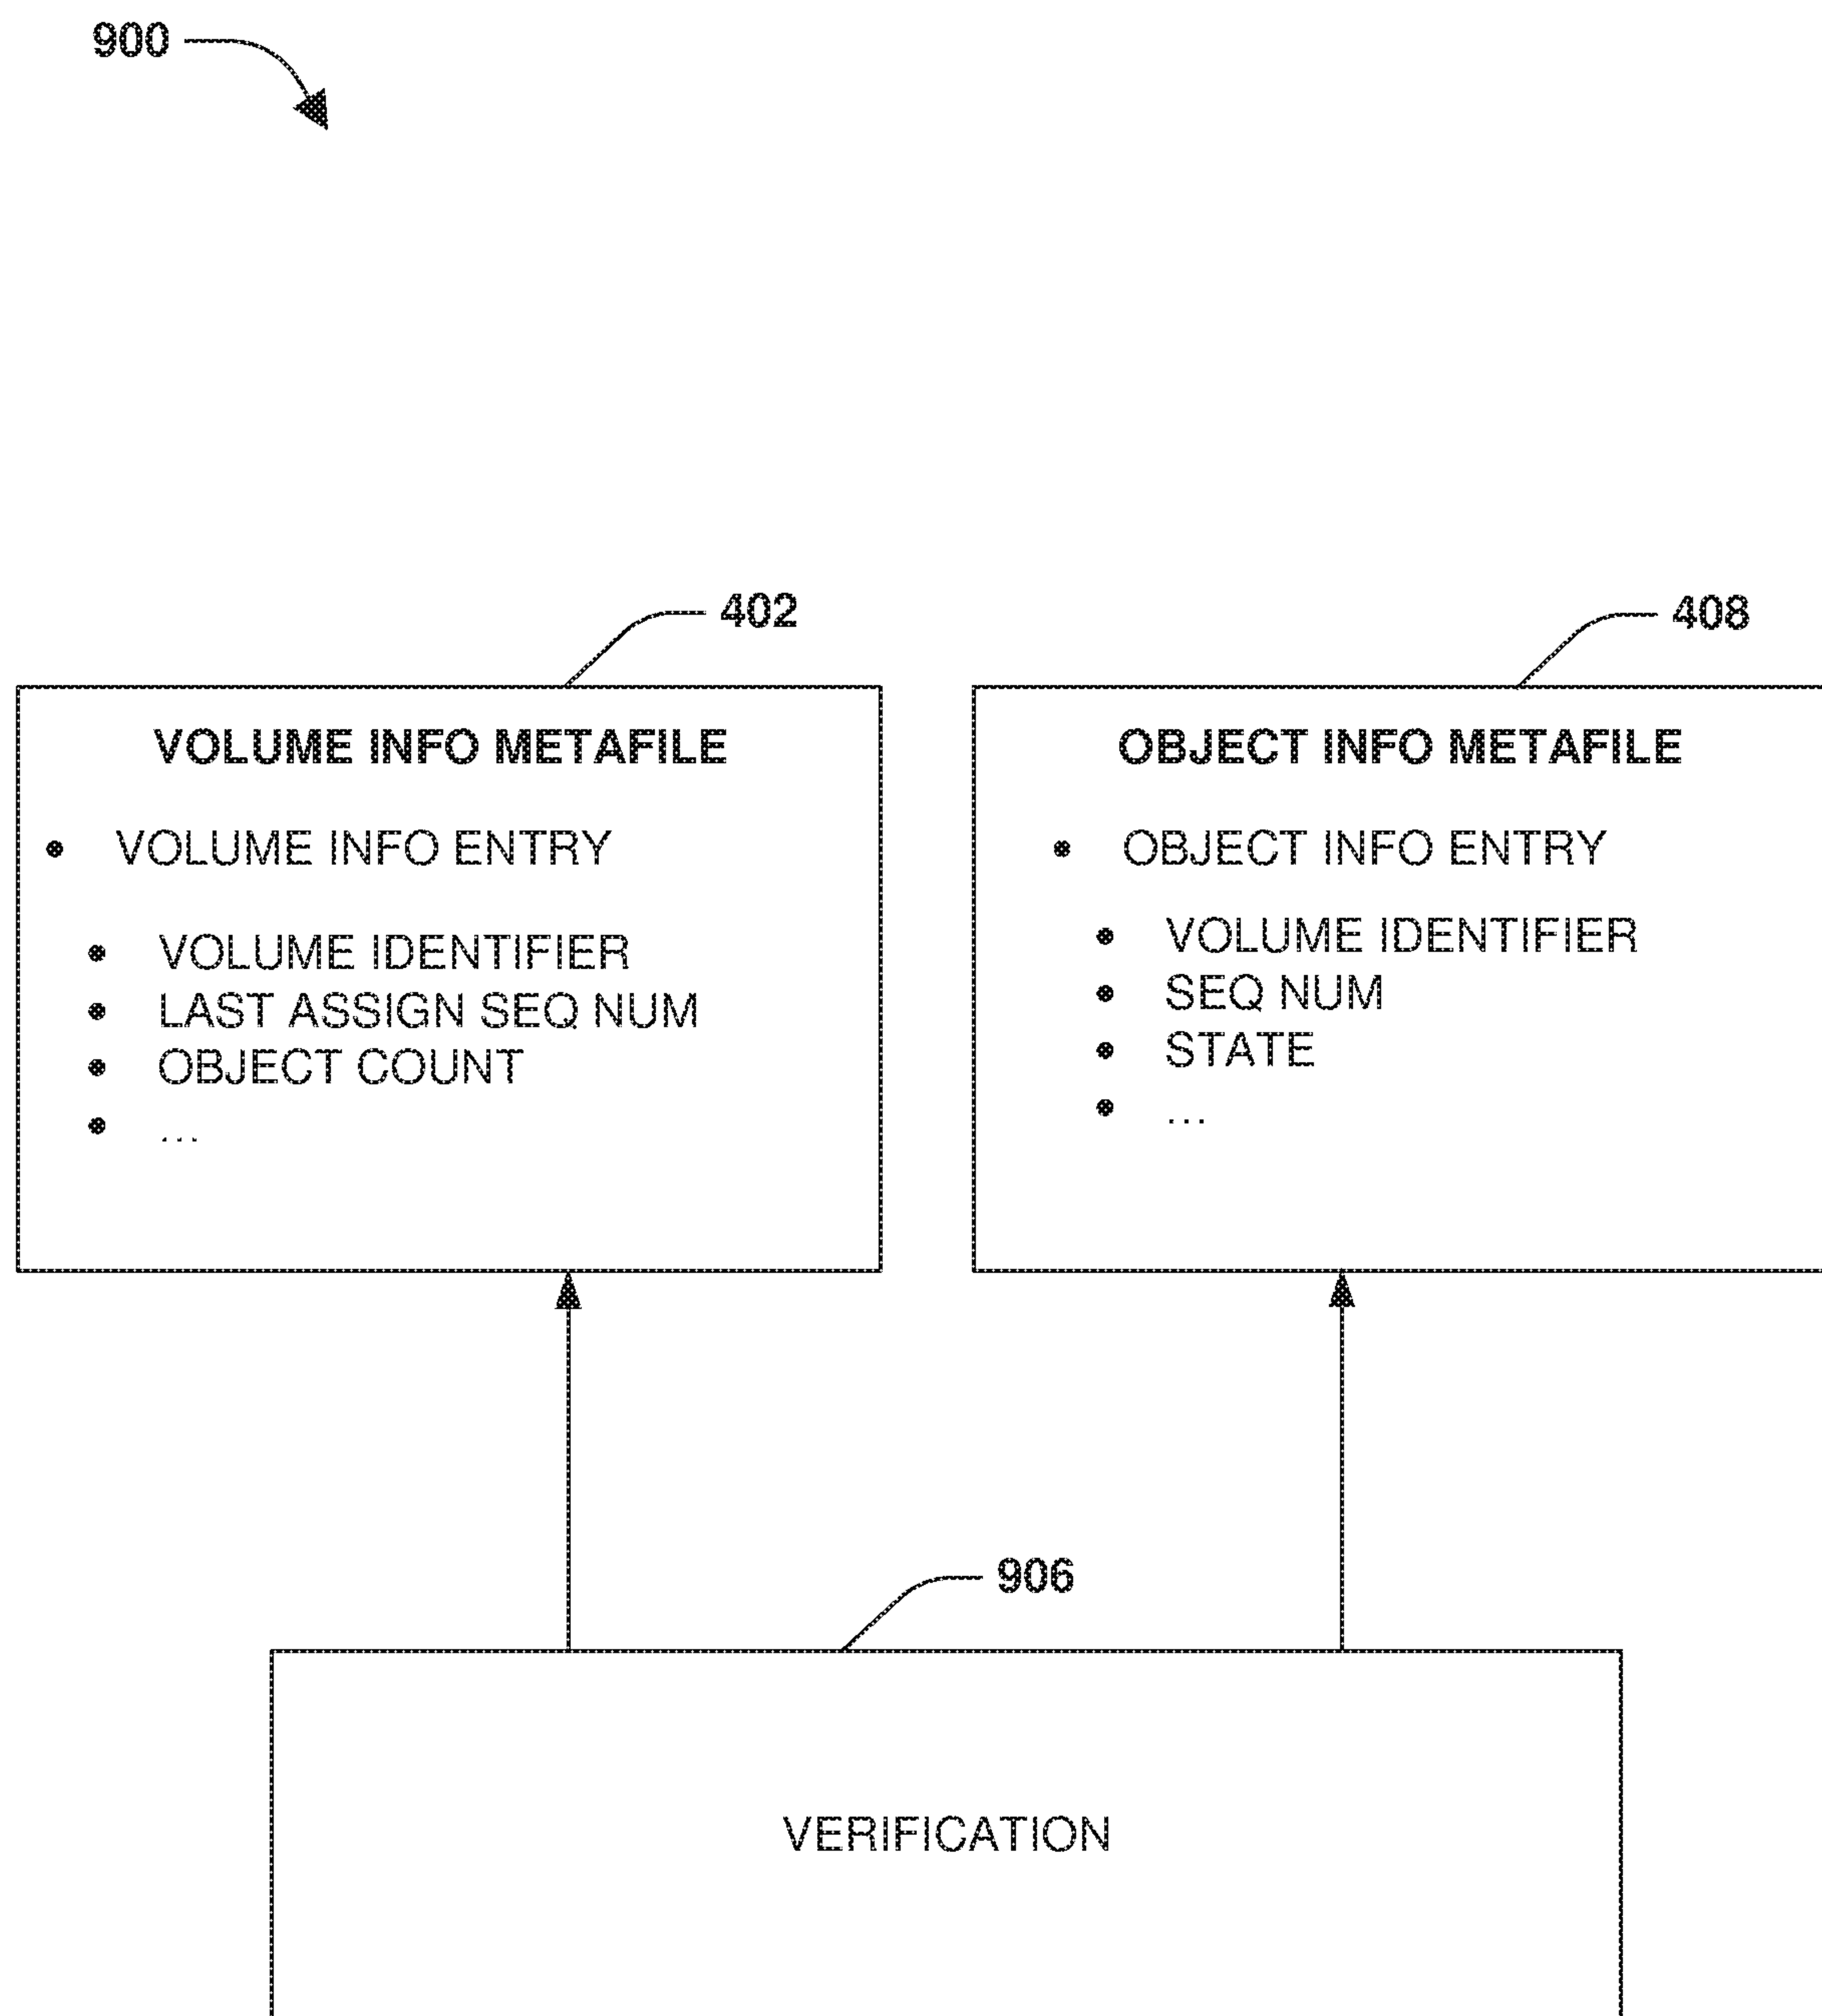 900
402
VOLUME INFO METAFILE
• VOLUME INFO ENTRY
• VOLUME IDENTIFIER
• LAST ASSIGN SEQ NUM
• OBJECT COUNT
• ...
408
OBJECT INFO METAFILE
• OBJECT INFO ENTRY
• VOLUME IDENTIFIER
• SEQ NUM
• STATE
• ...
906
VERIFICATION